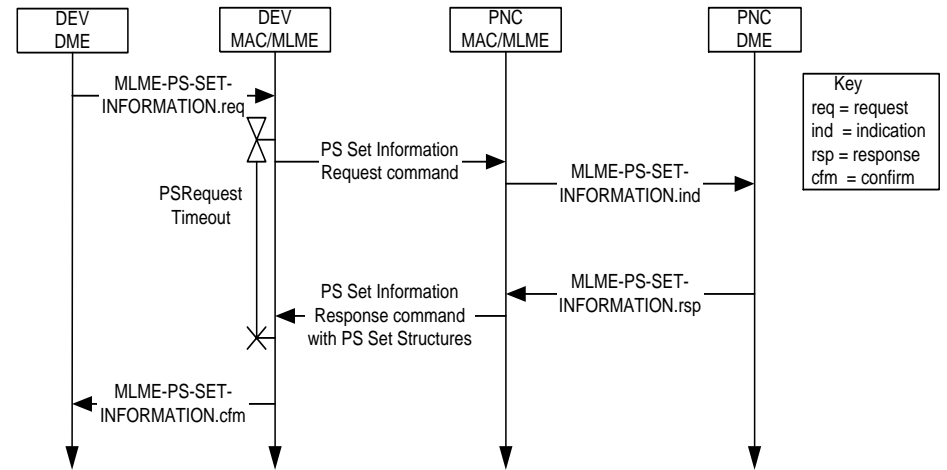 DEV
DME
DEV
MAC/MLME
PNC
MAC/MLME
PNC
DME
MLME-PS-SET-
INFORMATION.req
Key
req = request
ind = indication
rsp = response
cfm = confirm
PS Set Information
Request command
MLME-PS-SET-
INFORMATION.ind
PSRequest
Timeout
MLME-PS-SET-
INFORMATION.rsp
PS Set Information
Response command
with PS Set Structures
MLME-PS-SET-
INFORMATION.cfm